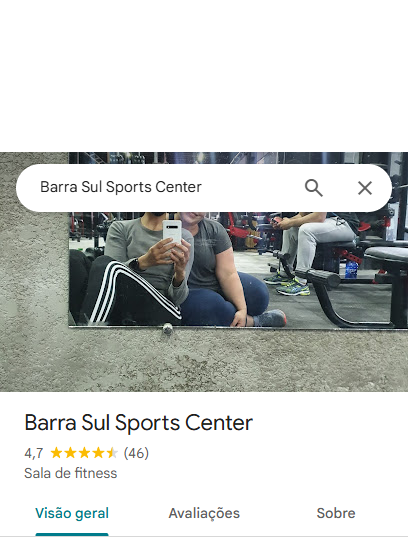 Barra Sul Sports Center
Barra Sul Sports Center
4,7 (46)
Sala de fitness
Visão geral Avaliações Sobre